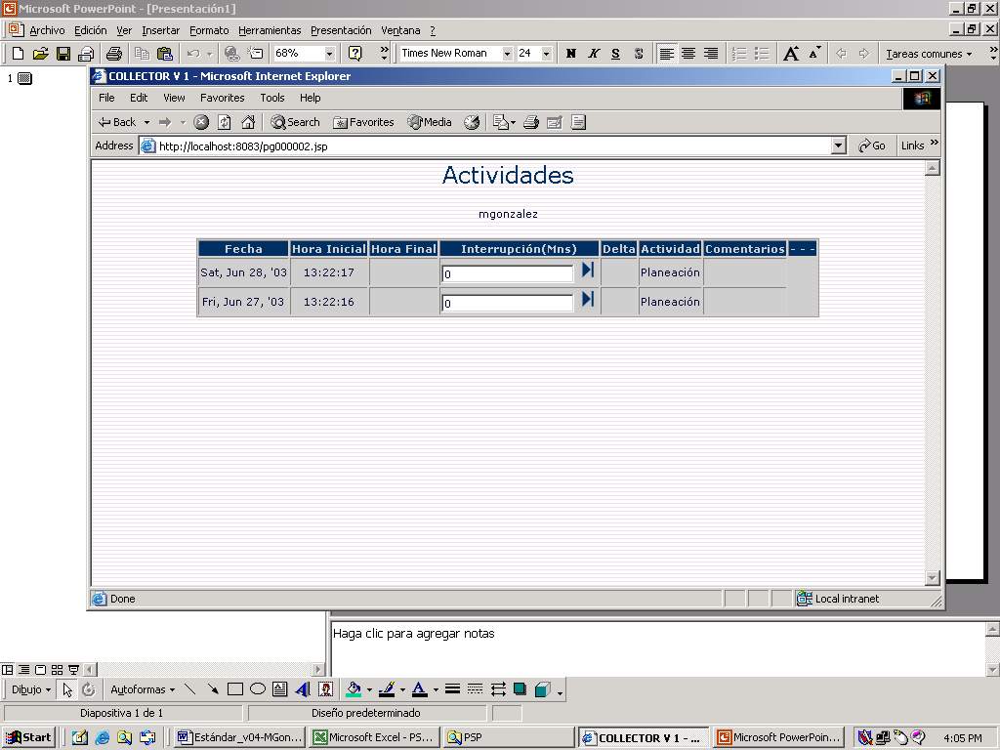 Microsoft PowerPoint - [Presentación1]
Archivo Edición Ver Insertar Formato Herramientas Presentación Ventana ?
68% Times New Roman 24 N K S S Tareas comunes
1
COLLECTOR V 1 - Microsoft Internet Explorer
File Edit View Favorites Tools Help
Back Search Favorites Media
Address http://localhost:8083/pg000002.jsp Go Links
Actividades
mgonzalez
Fecha Hora Inicial Hora Final Interrupción(Mns) Delta Actividad Comentarios - - -
Sat, Jun 28, '03 13:22:17 0 Planeación
Fri, Jun 27, '03 13:22:16 0 Planeación
Done Local intranet
Haga clic para agregar notas
Dibujo Autoformas
Diapositiva 1 de 1 Diseño predeterminado
Start Estándar_v04-MGon... Microsoft Excel - PS... PSP COLLECTOR V 1 - ... Microsoft PowerPoin... 4:05 PM